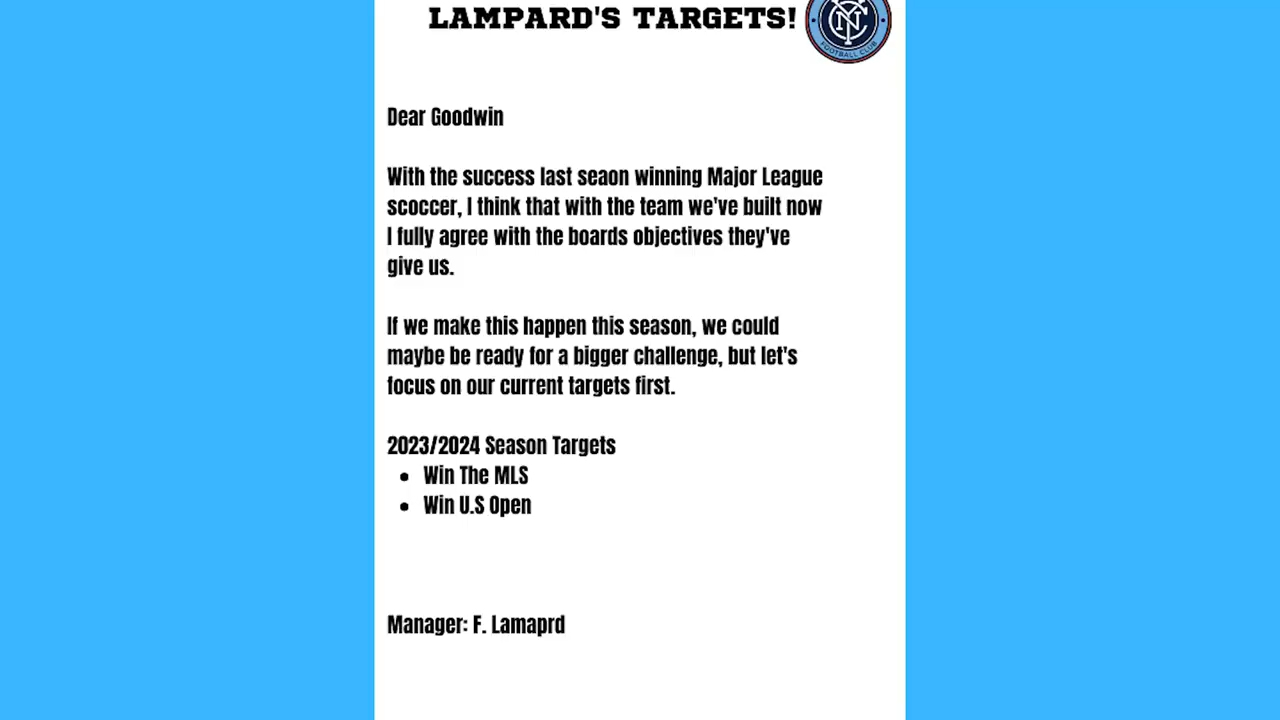 LAMPARD'S TARGETS!
NYC
FOOTBALL CLUB
Dear Goodwin
With the success last seaon winning Major League
scoccer, I think that with the team we've built now
I fully agree with the boards objectives they've
give us.
If we make this happen this season, we could
maybe be ready for a bigger challenge, but let's
focus on our current targets first.
2023/2024 Season Targets
• Win The MLS
• Win U.S Open
Manager: F. Lamaprd